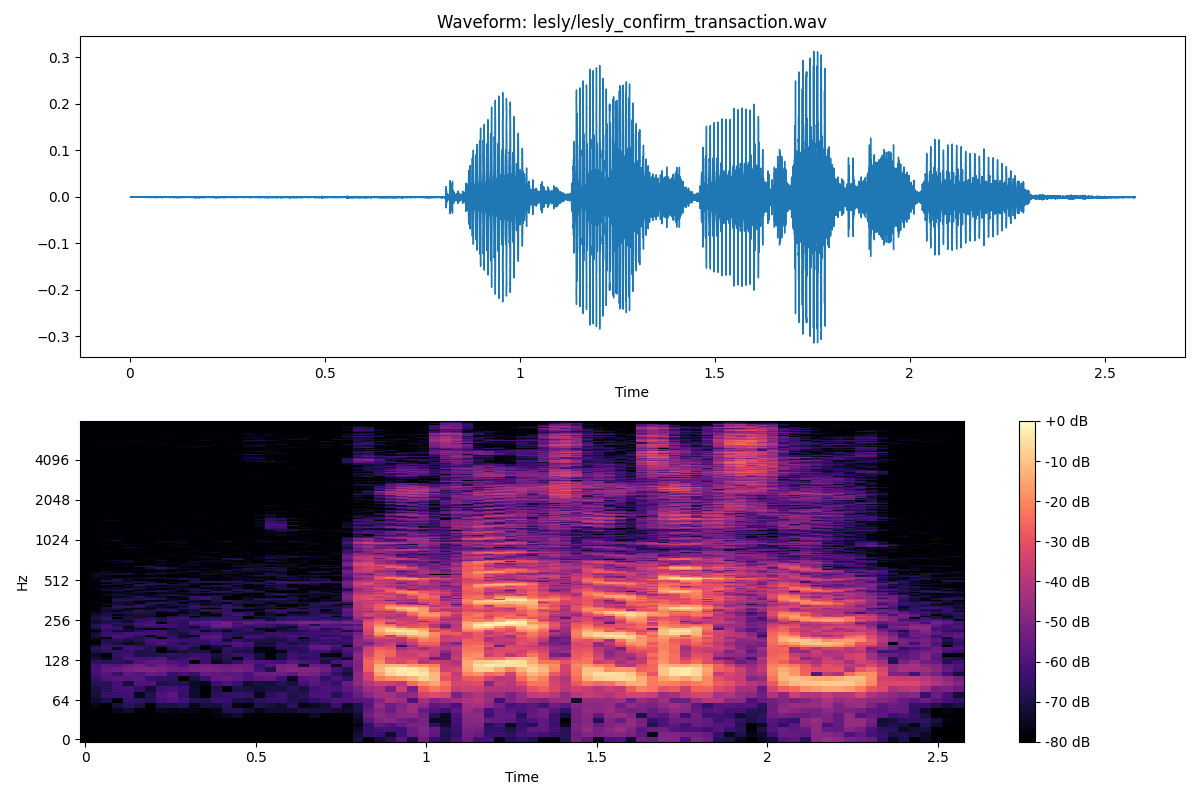 Waveform: lesly/lesly_confirm_transaction.wav
0.3
0.2
0.1
0.0
−0.1
−0.2
−0.3
0 0.5 1 1.5 2 2.5
Time
Hz
4096
2048
1024
512
256
128
64
0
0 0.5 1 1.5 2 2.5
Time
+0 dB
-10 dB
-20 dB
-30 dB
-40 dB
-50 dB
-60 dB
-70 dB
-80 dB